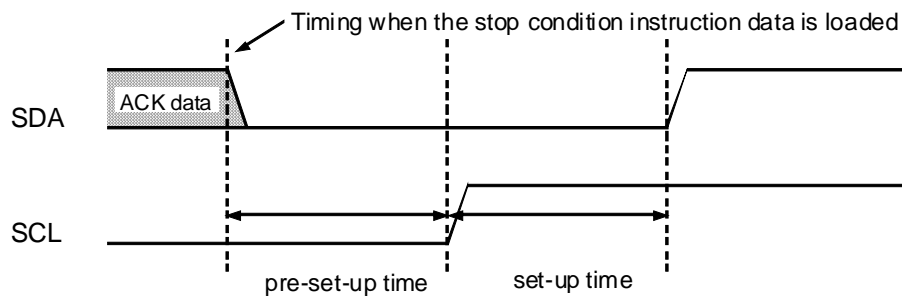 Timing when the stop condition instruction data is loaded
ACK data
SDA
SCL
pre-set-up time
set-up time